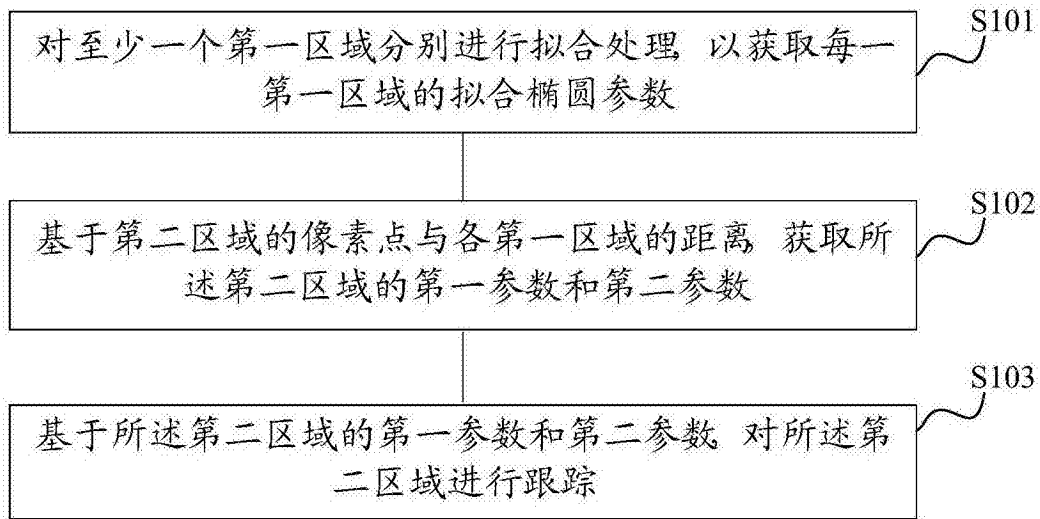 对至少一个第一区域分别进行拟合处理,以获取每一
第一区域的拟合椭圆参数
S101
基于第二区域的像素点与各第一区域的距离,获取所
述第二区域的第一参数和第二参数
S102
基于所述第二区域的第一参数和第二参数,对所述第
二区域进行跟踪
S103